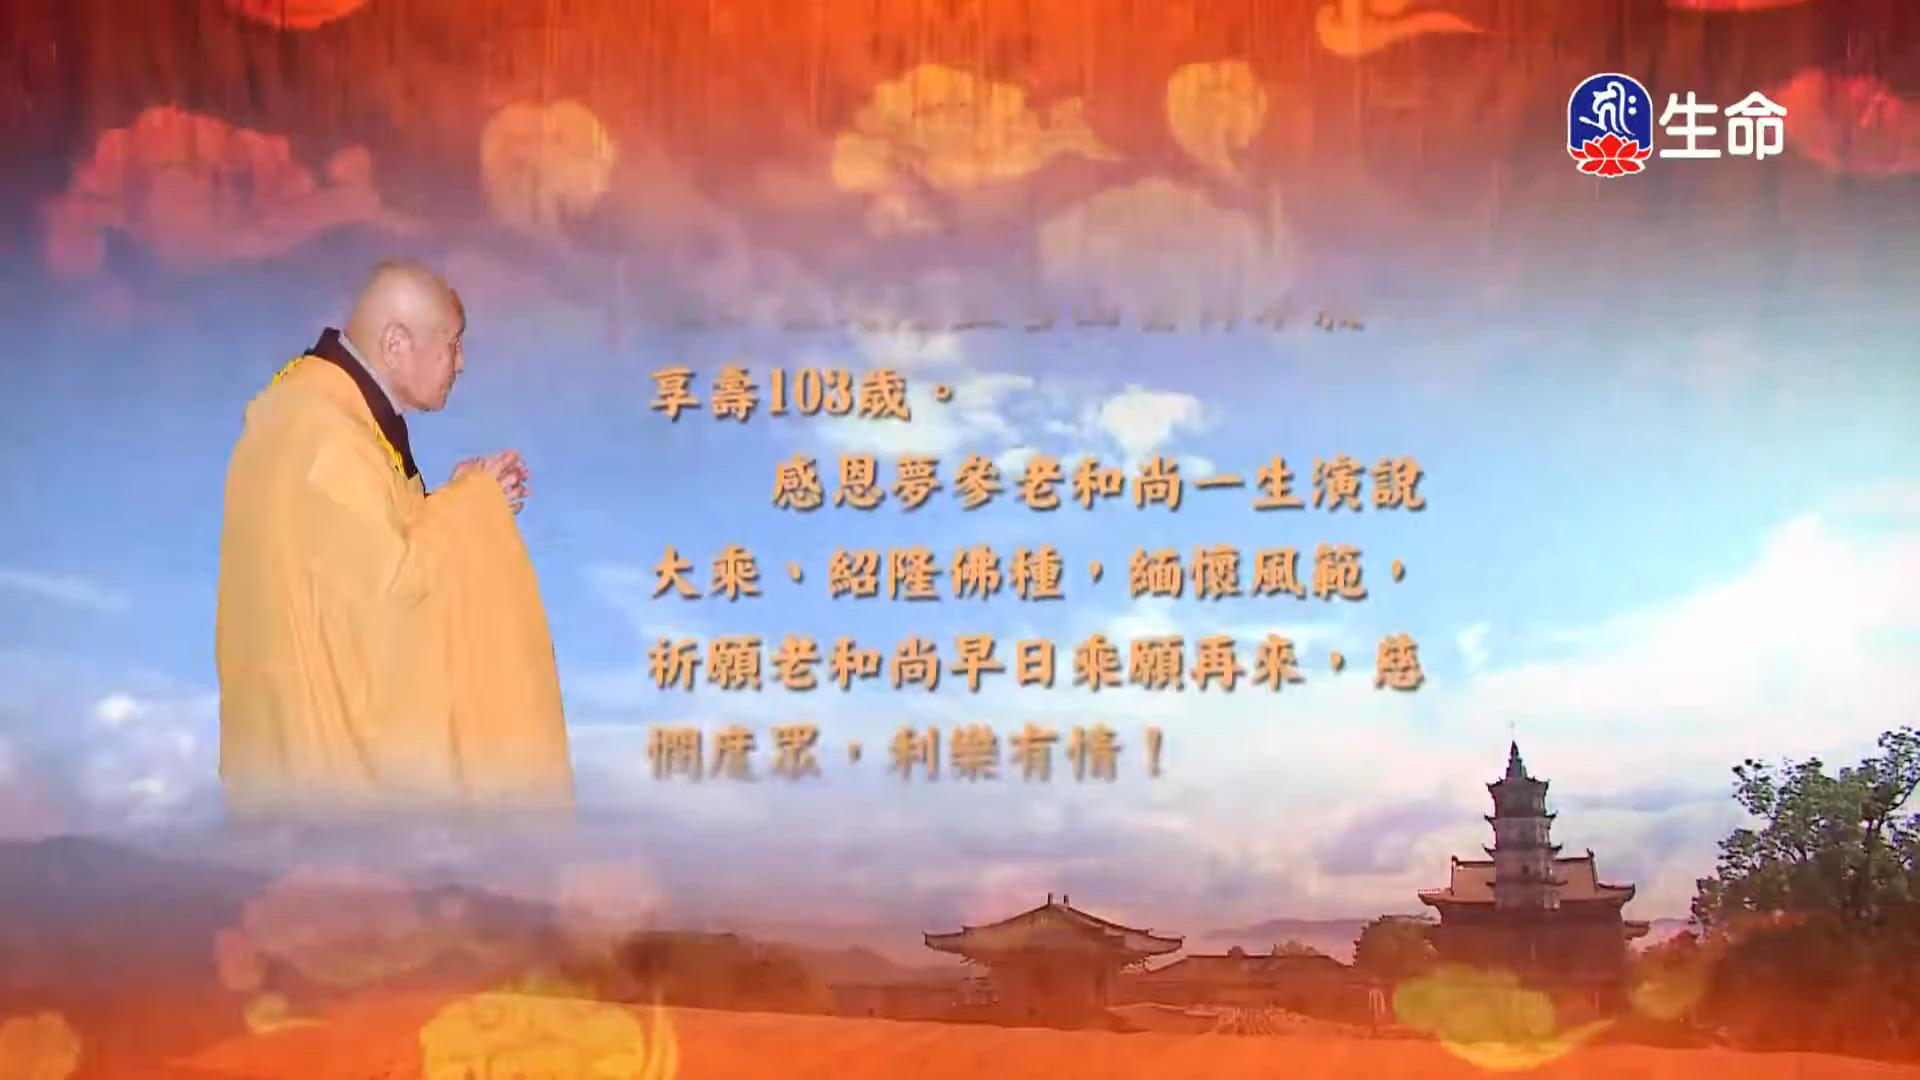 生命
享壽103歲。
感恩夢參老和尚一生演說
大乘、紹隆佛種，緬懷風範，
祈願老和尚早日乘願再來，慈
憫度眾，利樂有情！